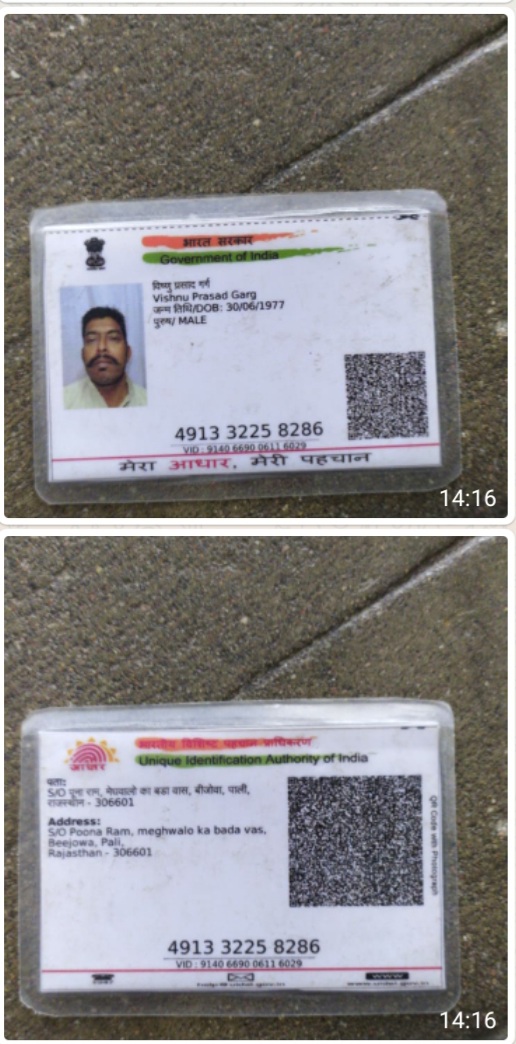 भारत सरकार
Government of India
विष्णु प्रसाद गर्ग
Vishnu Prasad Garg
जन्म तिथि/DOB: 30/06/1977
पुरुष/ MALE
4913 3225 8286
VID : 9140 6690 0611 6029
मेरा आधार, मेरी पहचान
14:16
भारतीय विशिष्ट पहचान प्राधिकरण
Unique Identification Authority of India
आधार
पता:
S/O पूना राम, मेघवालो का बडा वास, बीजोवा, पाली,
राजस्थान - 306601
Address:
S/O Poona Ram, meghwalo ka bada vas,
Beejowa, Pali,
Rajasthan - 306601
QR Code with Photograph
4913 3225 8286
VID : 9140 6690 0611 6029
14:16